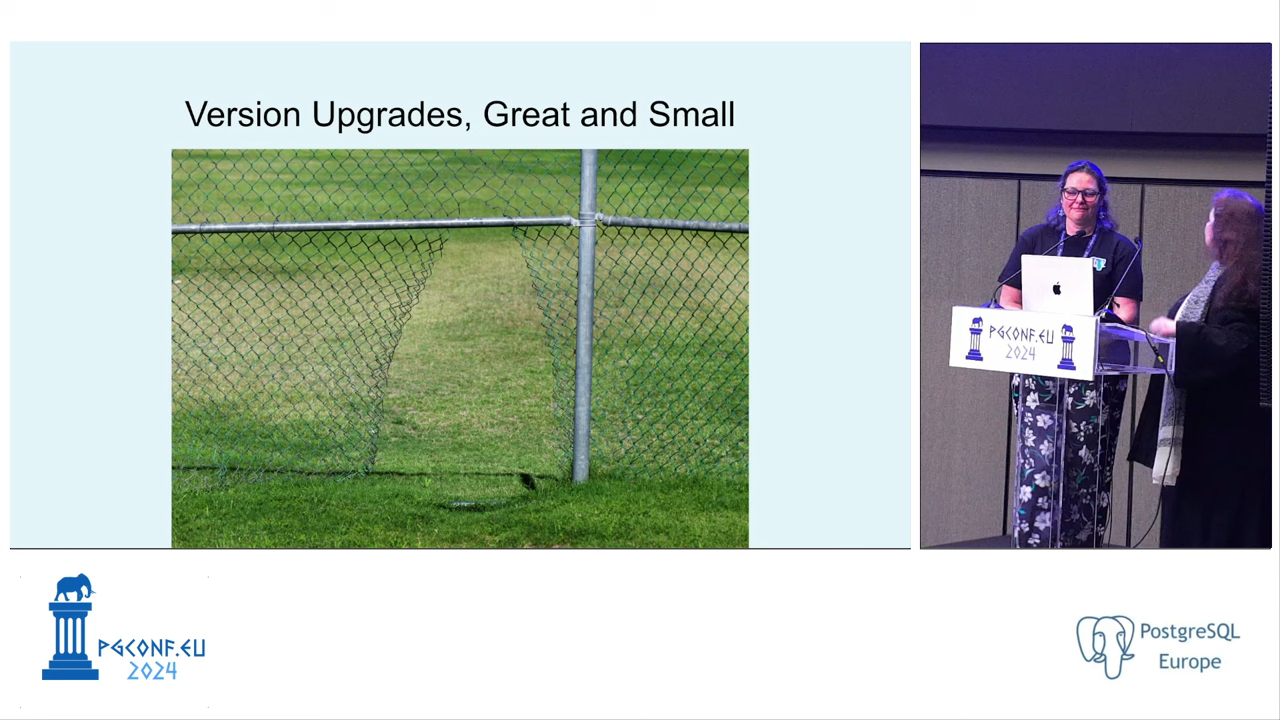 Version Upgrades, Great and Small
PGCONF.EU
2024
PGCONF.EU
2024
PostgreSQL
Europe